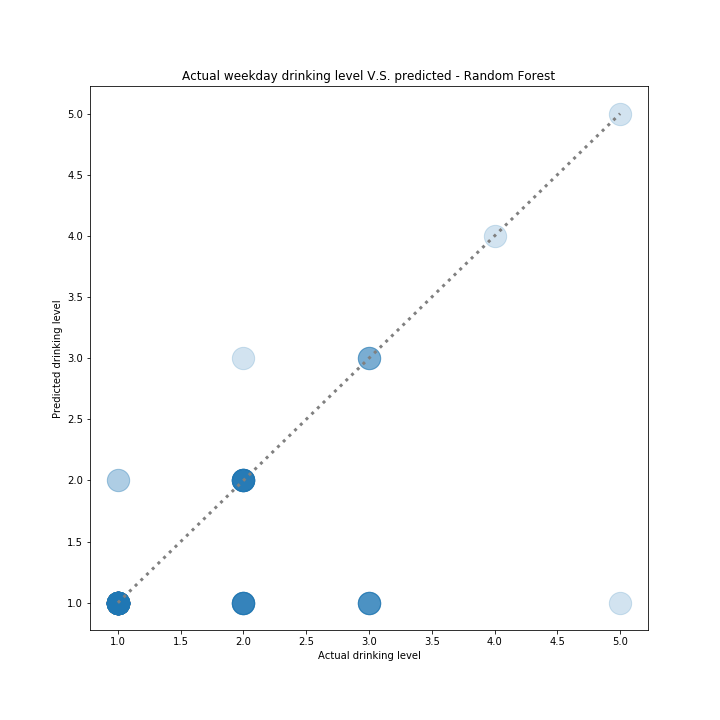 Actual weekday drinking level V.S. predicted - Random Forest
5.0
4.5
4.0
3.5
3.0
2.5
2.0
1.5
1.0
Predicted drinking level
1.0 1.5 2.0 2.5 3.0 3.5 4.0 4.5 5.0
Actual drinking level